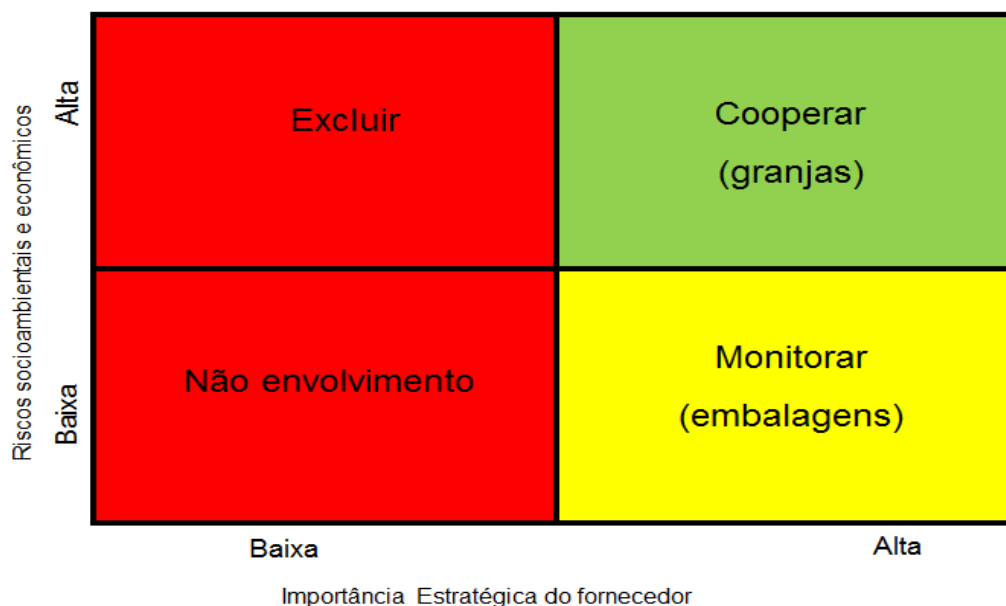 Riscos socioambientais e econômicos
Alta
Excluir
Cooperar
(granjas)
Baixa
Não envolvimento
Monitorar
(embalagens)
Baixa
Alta
Importância Estratégica do fornecedor